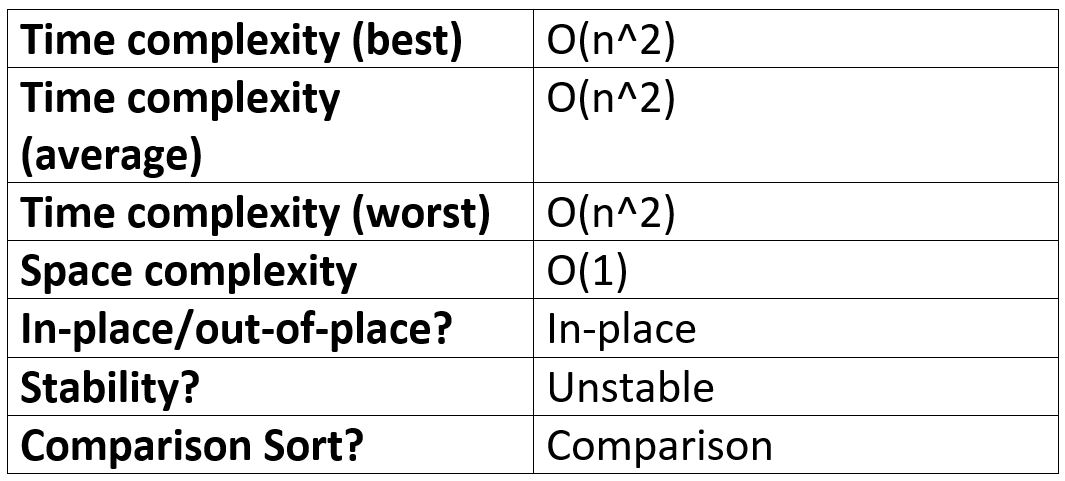 Time complexity (best) O(n^2)
Time complexity O(n^2)
(average)
Time complexity (worst) O(n^2)
Space complexity O(1)
In-place/out-of-place? In-place
Stability? Unstable
Comparison Sort? Comparison